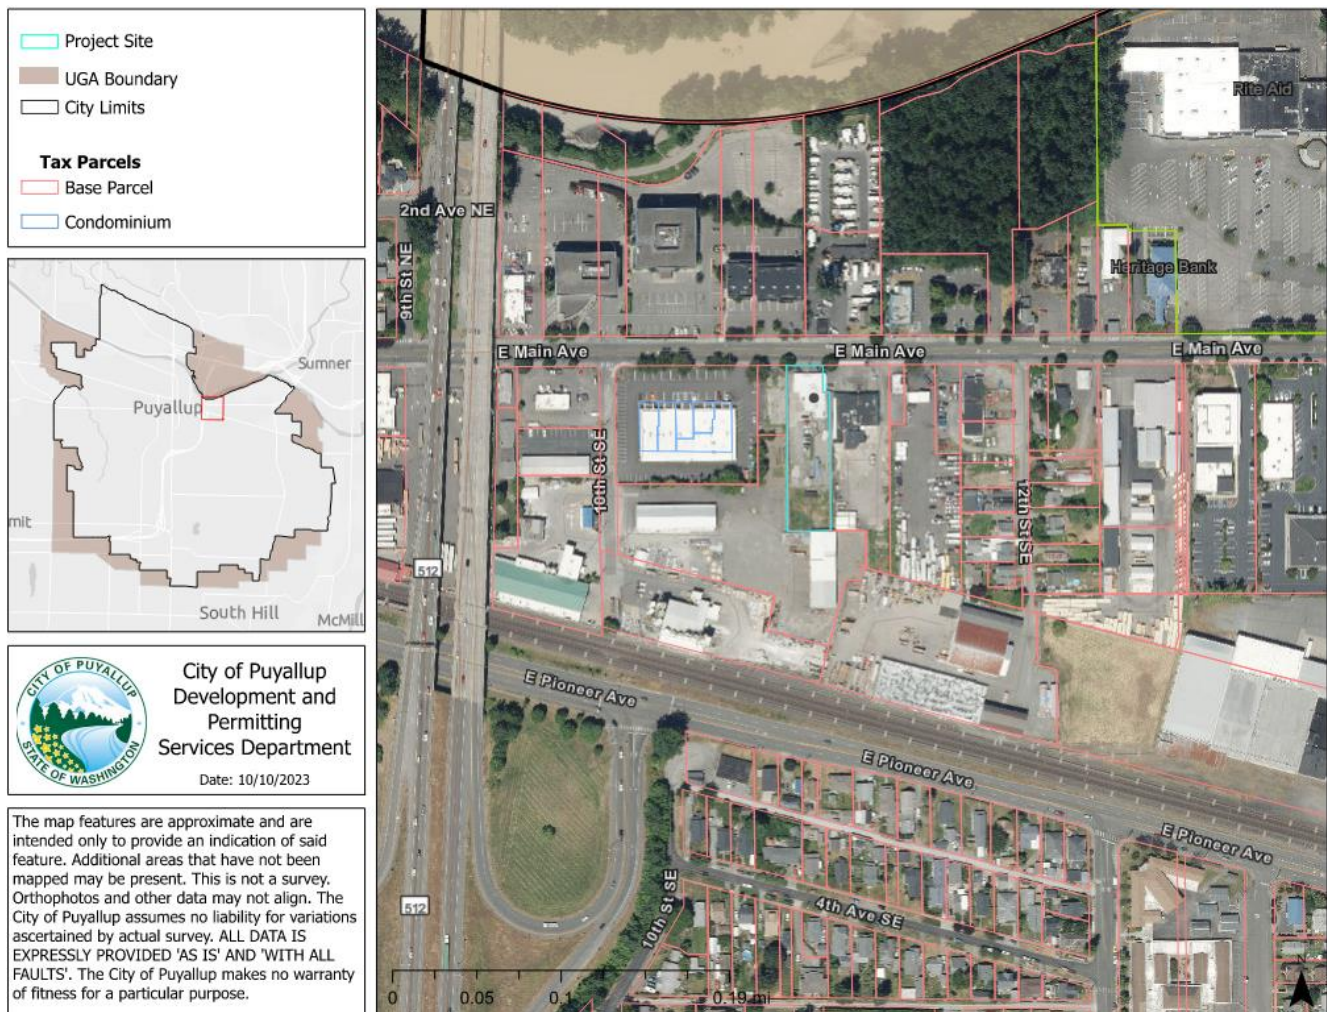 Project Site
UGA Boundary
City Limits
Tax Parcels
Base Parcel
Condominium
Sumner
Puyallup
mit
South Hill
McMill
CITY OF PUYALLUP
STATE OF WASHINGTON
City of Puyallup
Development and
Permitting
Services Department
Date: 10/10/2023
The map features are approximate and are
intended only to provide an indication of said
feature. Additional areas that have not been
mapped may be present. This is not a survey.
Orthophotos and other data may not align. The
City of Puyallup assumes no liability for variations
ascertained by actual survey. ALL DATA IS
EXPRESSLY PROVIDED 'AS IS' AND 'WITH ALL
FAULTS'. The City of Puyallup makes no warranty
of fitness for a particular purpose.
Rite Aid
2nd Ave NE
9th St NE
Heritage Bank
E Main Ave
E Main Ave
E Main Ave
10th St SE
12th St SE
512
E Pioneer Ave
E Pioneer Ave
E Pioneer Ave
512
10th St SE
4th Ave SE
0
0.05
0.1
0.19 mi
N